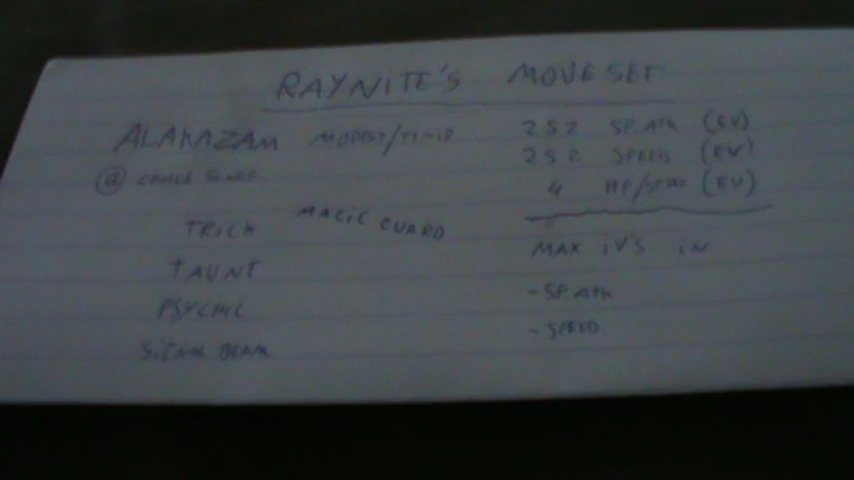 RAYNITE'S MOVESET
ALAKAZAM MODEST/TIMID
@ CHOICE
MAGIC GUARD
TRICK
TAUNT
PSYCHIC
SIGNAL BEAM
252 SP.ATK (EV)
252 SPEED (EV)
4 HP/SPDEF (EV)
MAX IV'S IN
-SP ATK
-SPEED